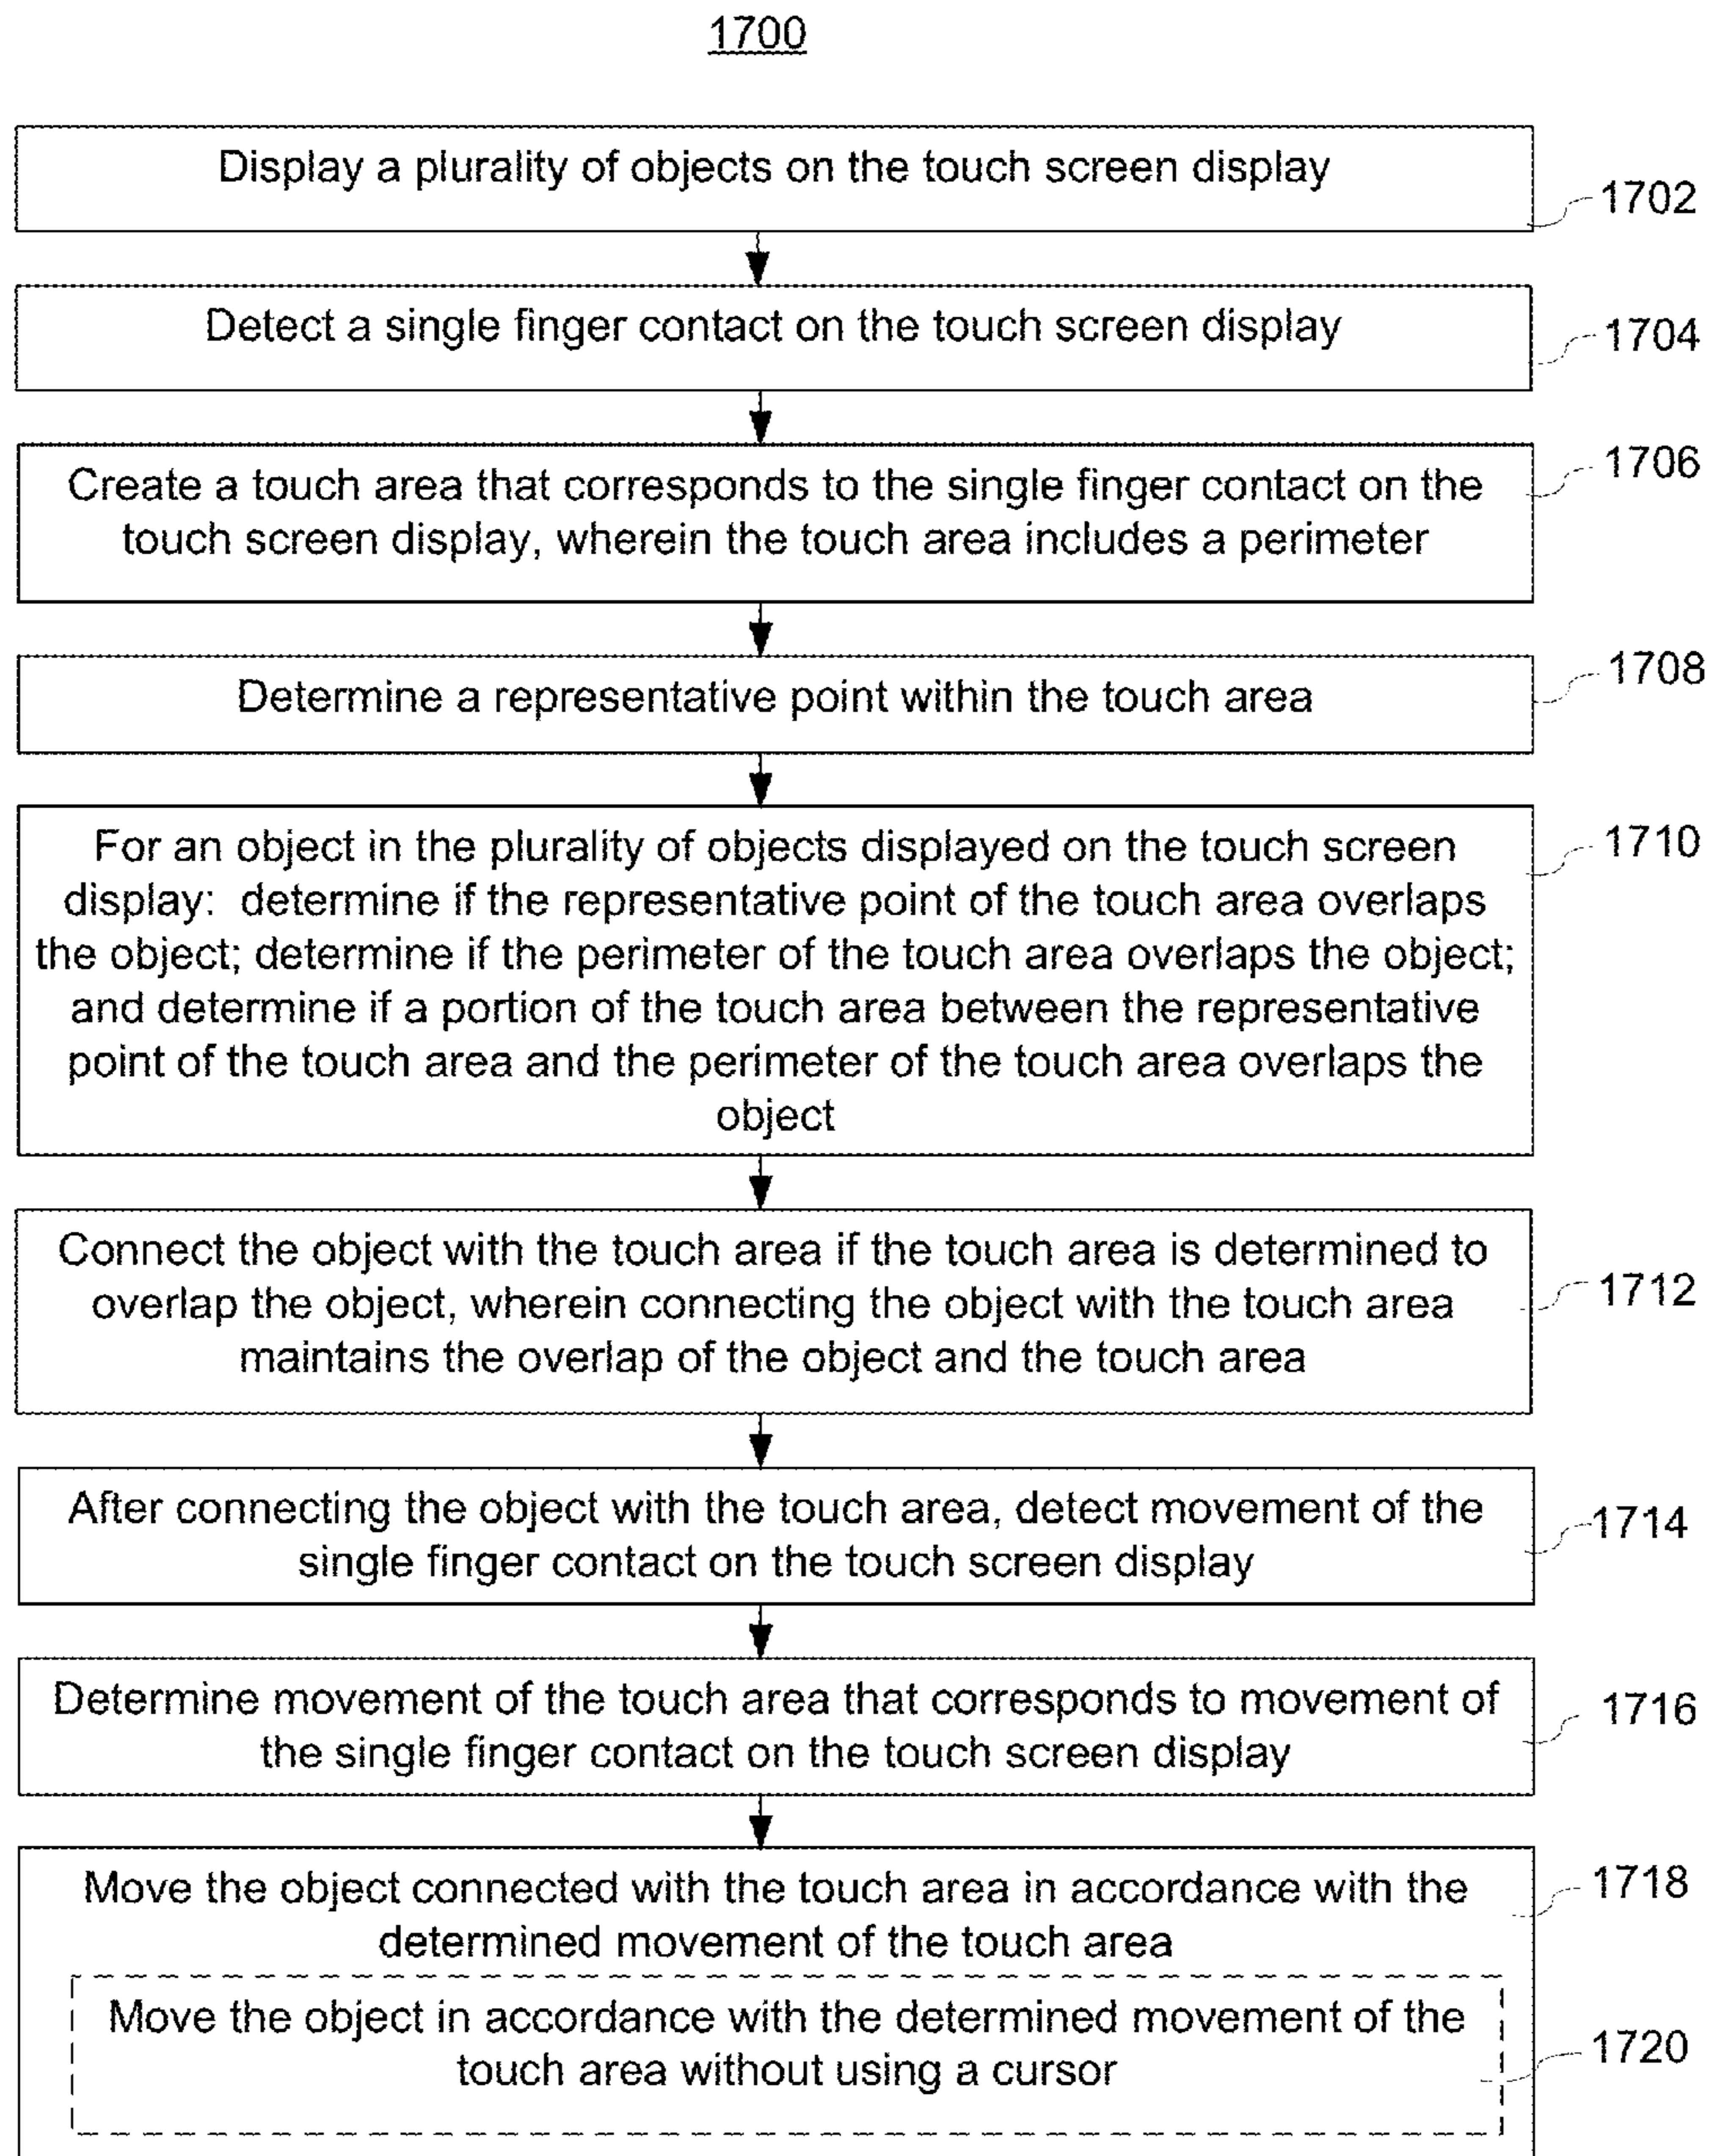 1700
Display a plurality of objects on the touch screen display
1702
Detect a single finger contact on the touch screen display
1704
Create a touch area that corresponds to the single finger contact on the
touch screen display, wherein the touch area includes a perimeter
1706
Determine a representative point within the touch area
1708
For an object in the plurality of objects displayed on the touch screen
display: determine if the representative point of the touch area overlaps
the object; determine if the perimeter of the touch area overlaps the object;
and determine if a portion of the touch area between the representative
point of the touch area and the perimeter of the touch area overlaps the
object
1710
Connect the object with the touch area if the touch area is determined to
overlap the object, wherein connecting the object with the touch area
maintains the overlap of the object and the touch area
1712
After connecting the object with the touch area, detect movement of the
single finger contact on the touch screen display
1714
Determine movement of the touch area that corresponds to movement of
the single finger contact on the touch screen display
1716
Move the object connected with the touch area in accordance with the
determined movement of the touch area
1718
Move the object in accordance with the determined movement of the
touch area without using a cursor
1720